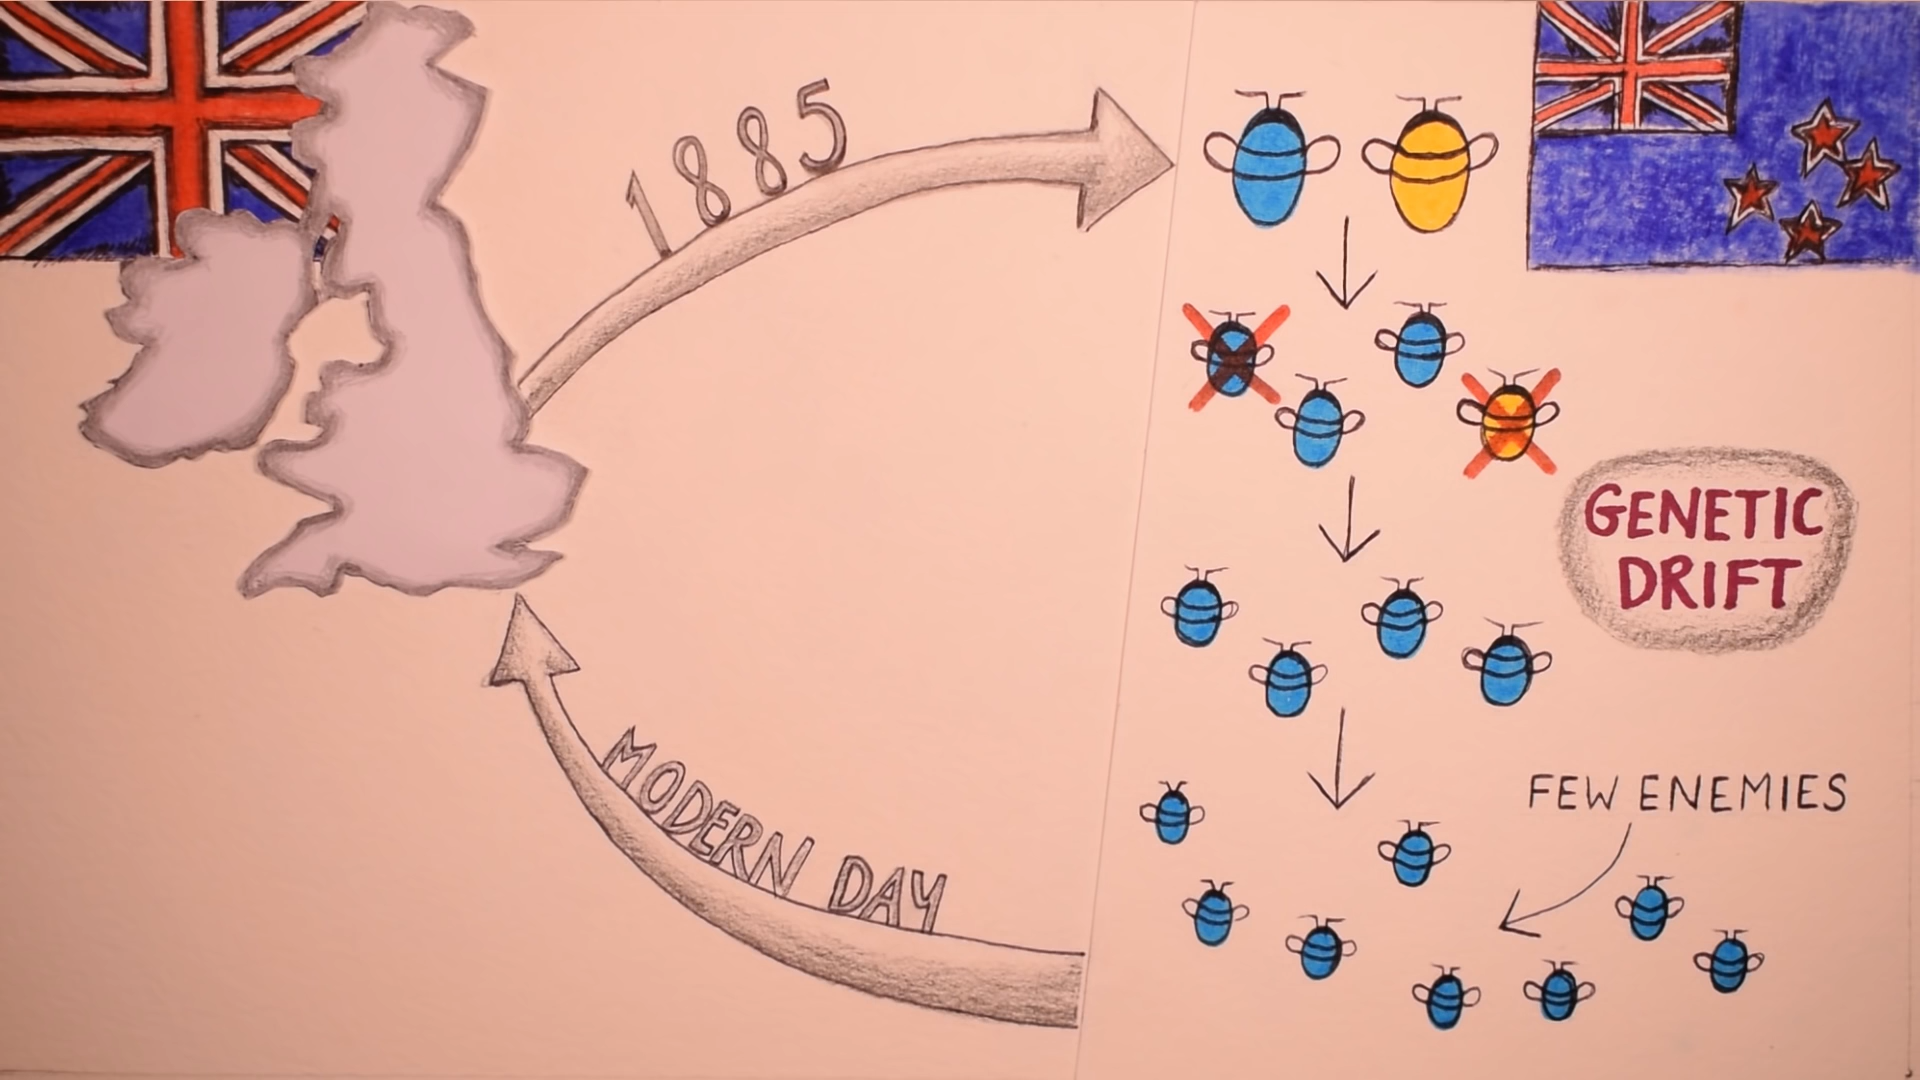 1885
GENETIC
DRIFT
FEW ENEMIES
MODERN DAY